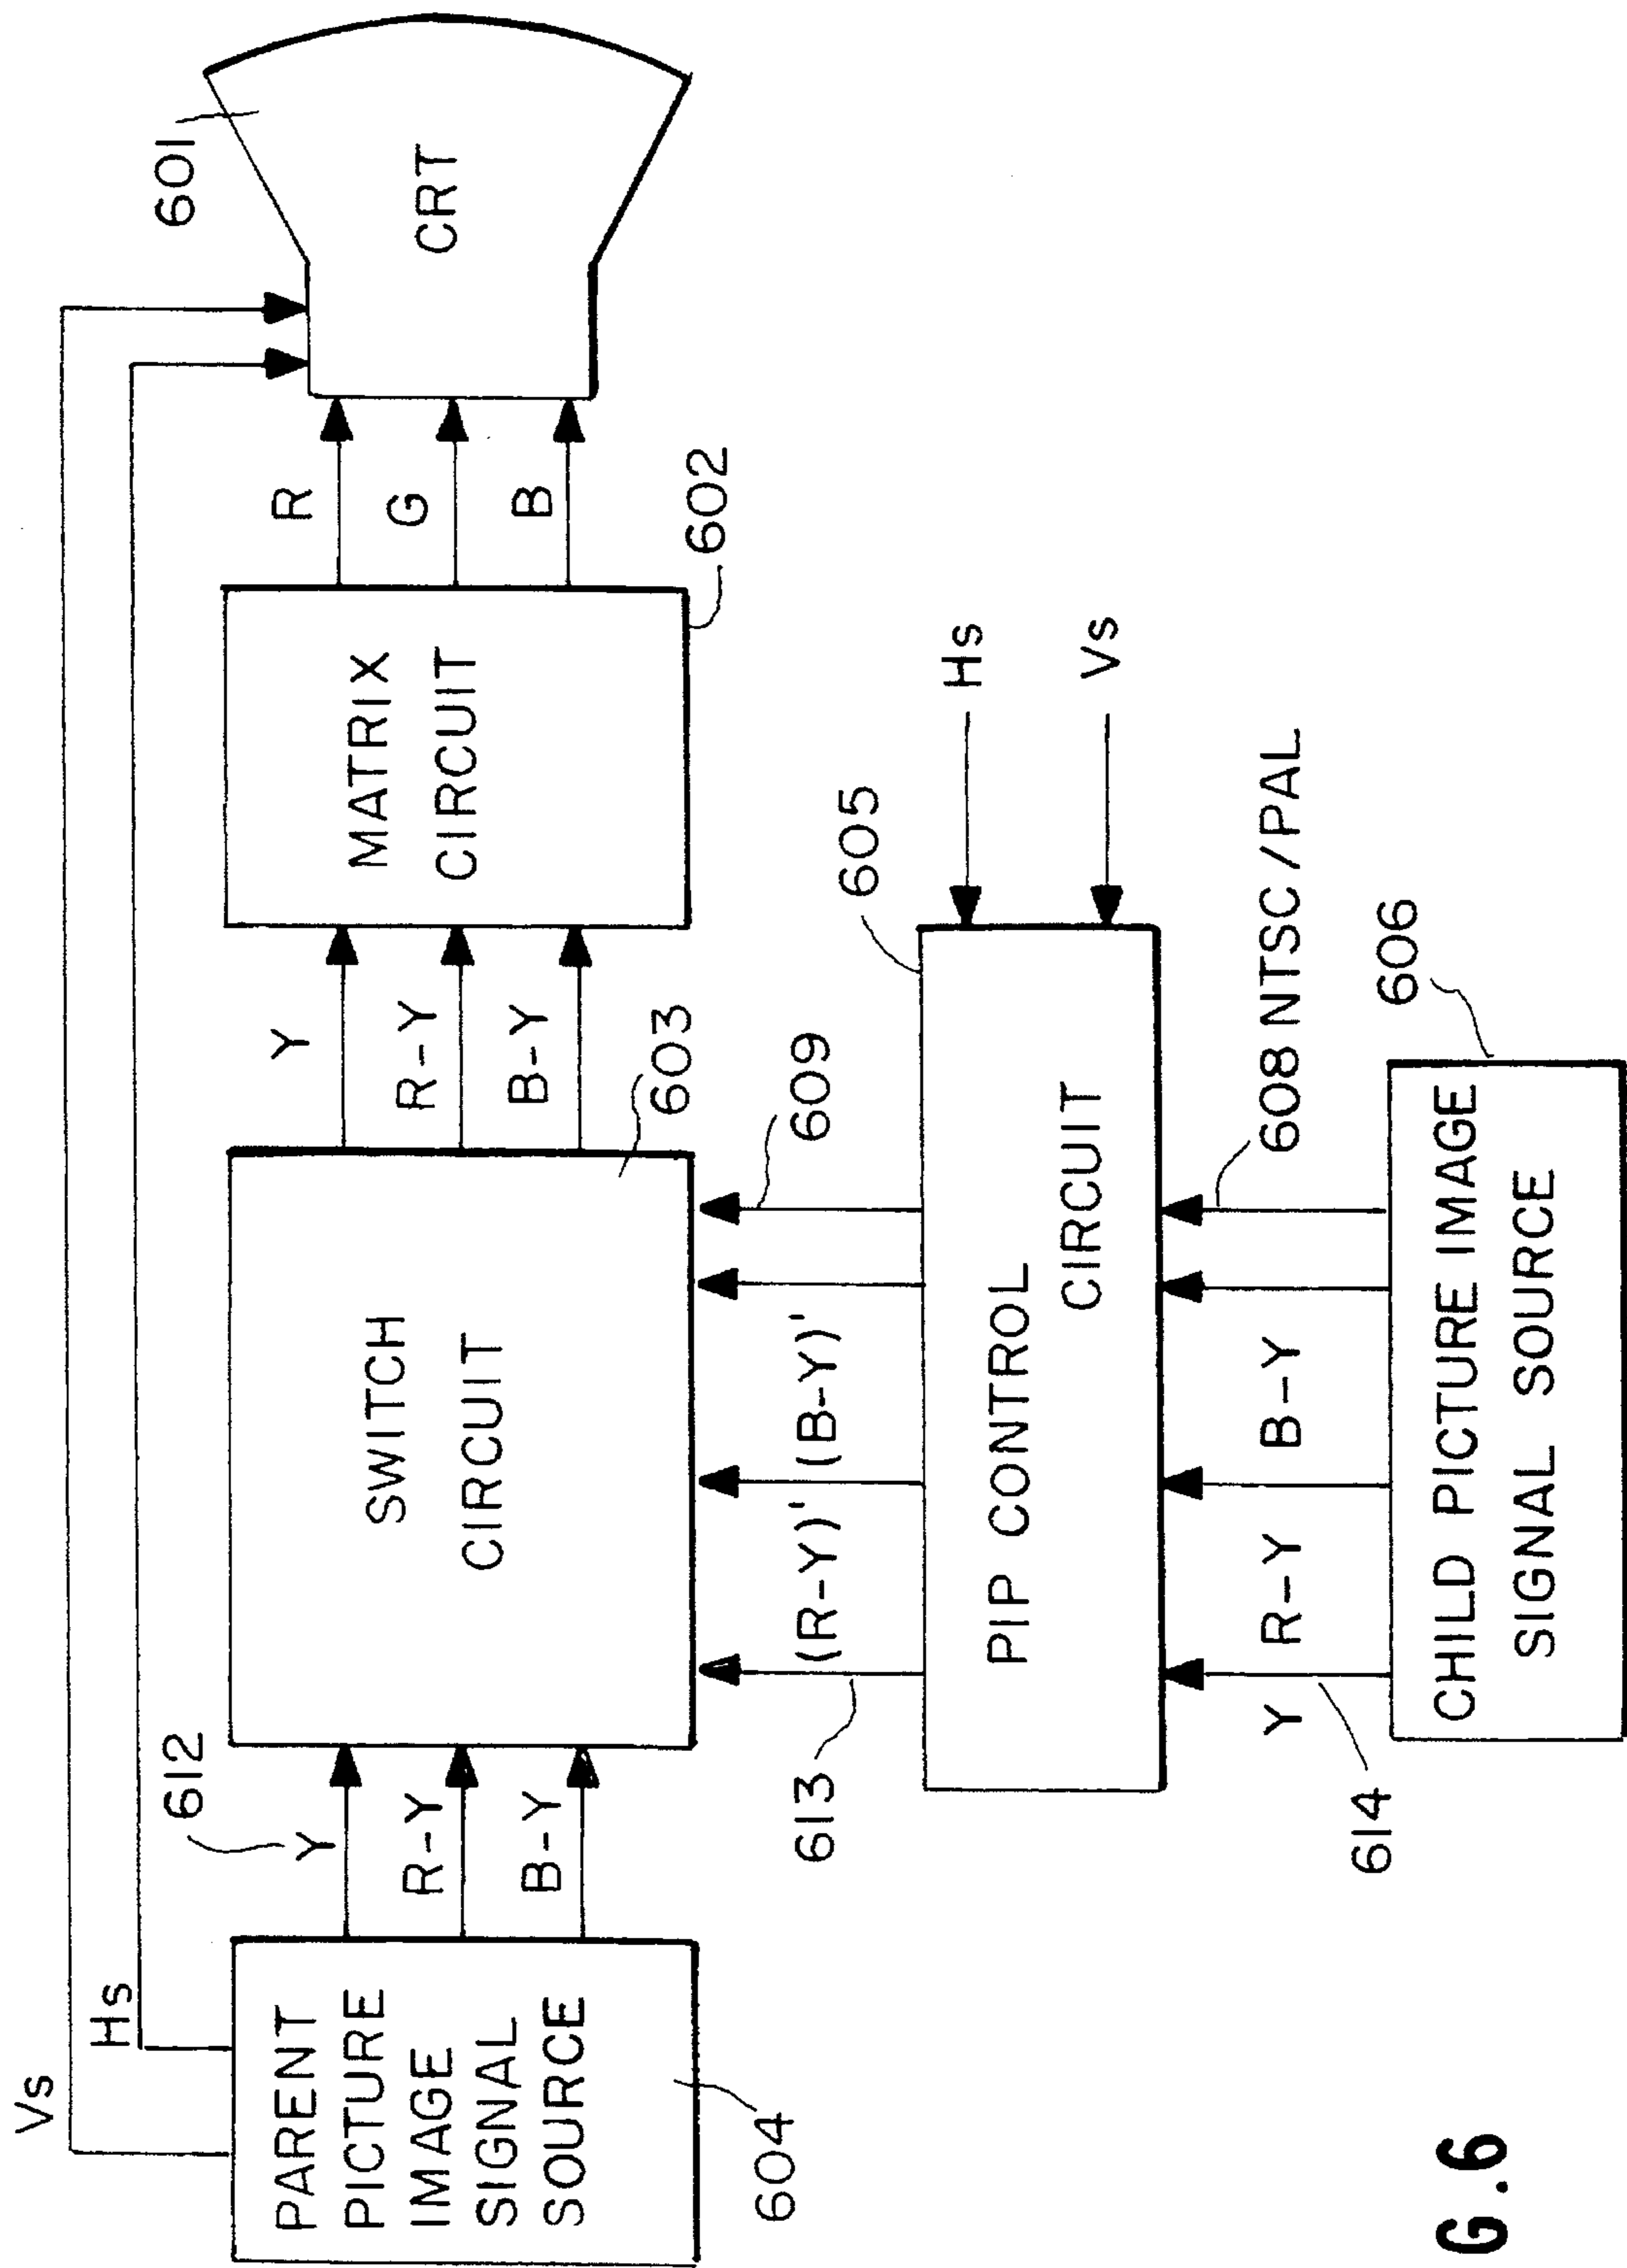 Vs
Hs
PARENT
PICTURE
IMAGE
SIGNAL
SOURCE
604
612
Y
R-Y
B-Y
SWITCH
CIRCUIT
603
Y
R-Y
B-Y
MATRIX
CIRCUIT
602
R
G
B
CRT
601
613
(R-Y)'
(B-Y)'
609
PIP CONTROL
CIRCUIT
605
Hs
Vs
614
Y
R-Y
B-Y
608 NTSC/PAL
CHILD PICTURE IMAGE
SIGNAL SOURCE
606
G.6